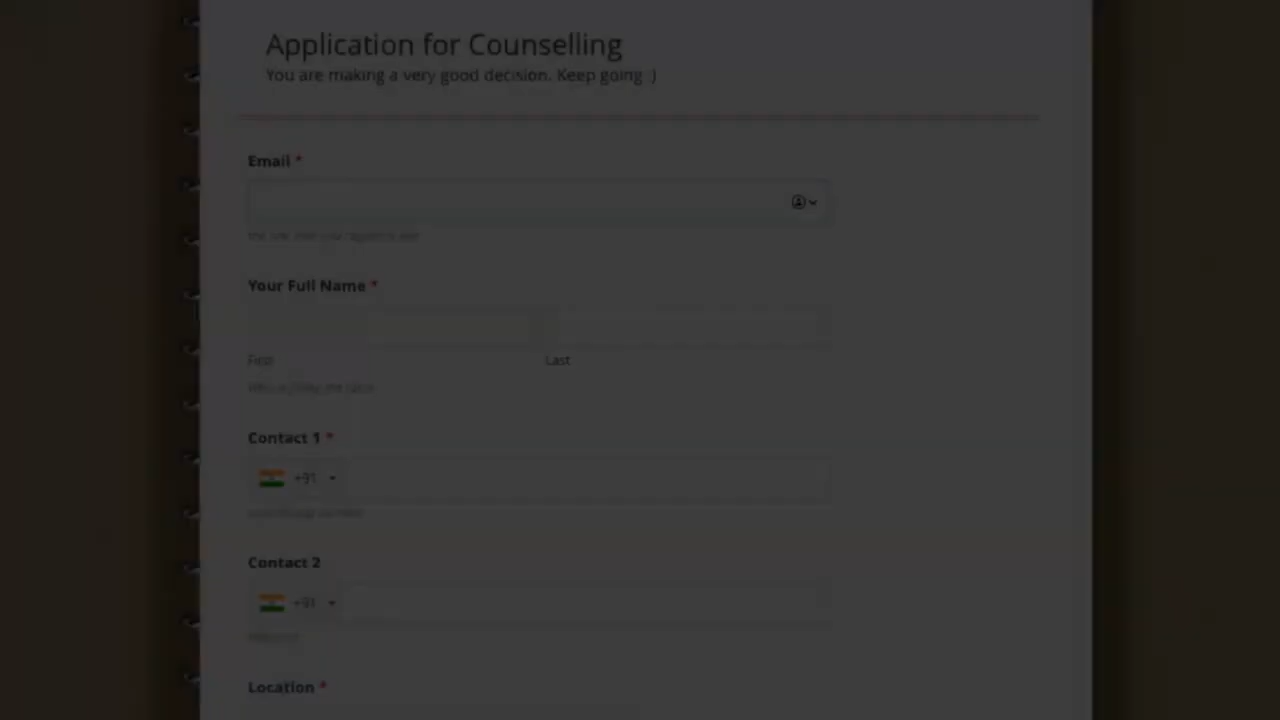 Application for Counselling
You are making a very good decision. Keep going :)
Email *
Your Full Name *
First
Last
Contact 1 *
+91
Contact 2
+91
Location *